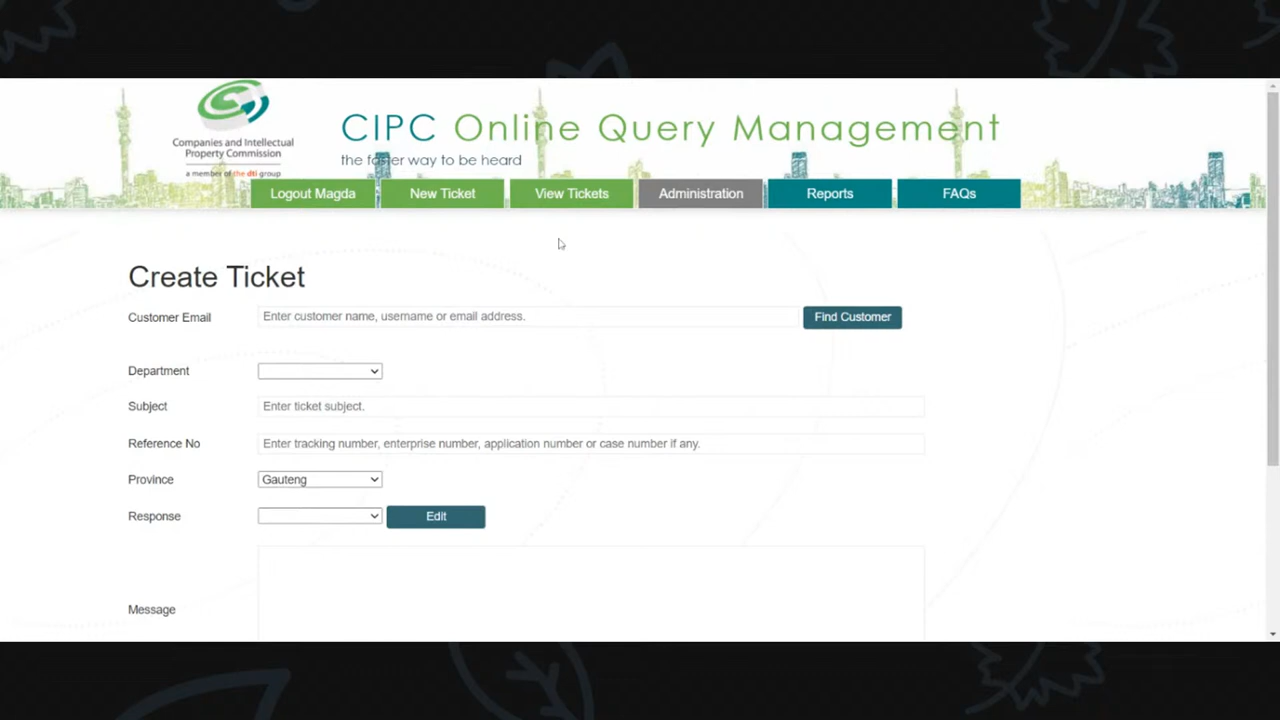 Companies and Intellectual
Property Commission
a member of the dti group
CIPC Online Query Management
the faster way to be heard
Logout Magda New Ticket View Tickets Administration Reports FAQs
Create Ticket
Customer Email Enter customer name, username or email address. Find Customer
Department
Subject Enter ticket subject.
Reference No Enter tracking number, enterprise number, application number or case number if any.
Province Gauteng
Response Edit
Message